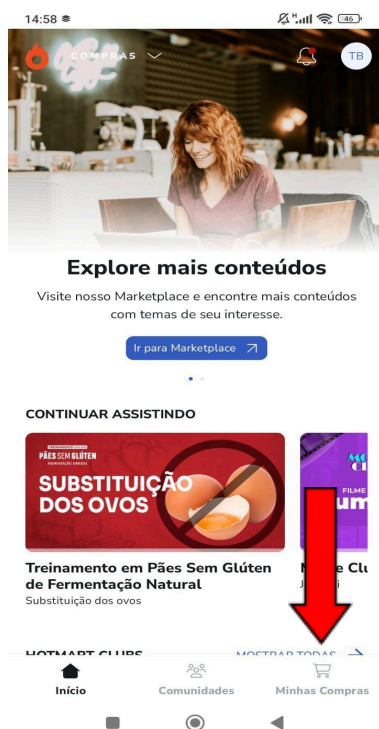 14:58
46
COMPRAS
TB
Explore mais conteúdos
Visite nosso Marketplace e encontre mais conteúdos
com temas de seu interesse.
Ir para Marketplace
CONTINUAR ASSISTINDO
PÃES SEM GLÚTEN
SUBSTITUIÇÃO
DOS OVOS
FILME
um
Treinamento em Pães Sem Glúten
de Fermentação Natural
Substituição dos ovos
HOTMART CLUBS
MOSTRAR TODAS
Início
Comunidades
Minhas Compras